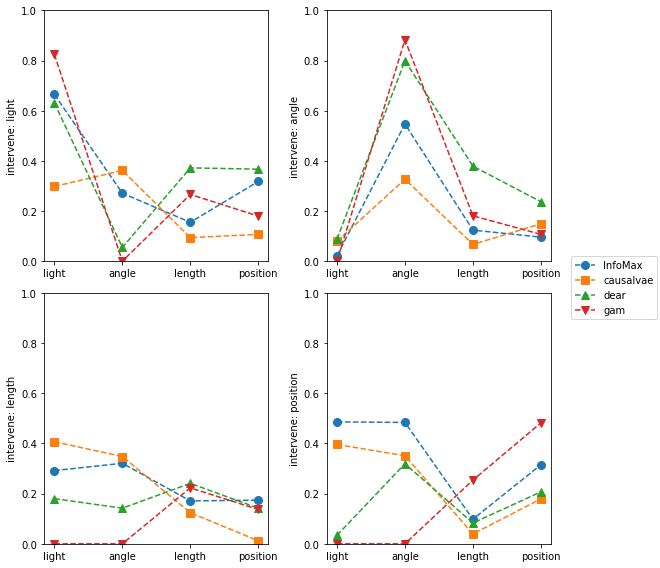 1.0
0.8
0.6
0.4
0.2
0.0
intervene: light
light angle length position
1.0
0.8
0.6
0.4
0.2
0.0
intervene: angle
light angle length position
1.0
0.8
0.6
0.4
0.2
0.0
intervene: length
light angle length position
1.0
0.8
0.6
0.4
0.2
0.0
intervene: position
light angle length position
InfoMax
causalvae
dear
gam